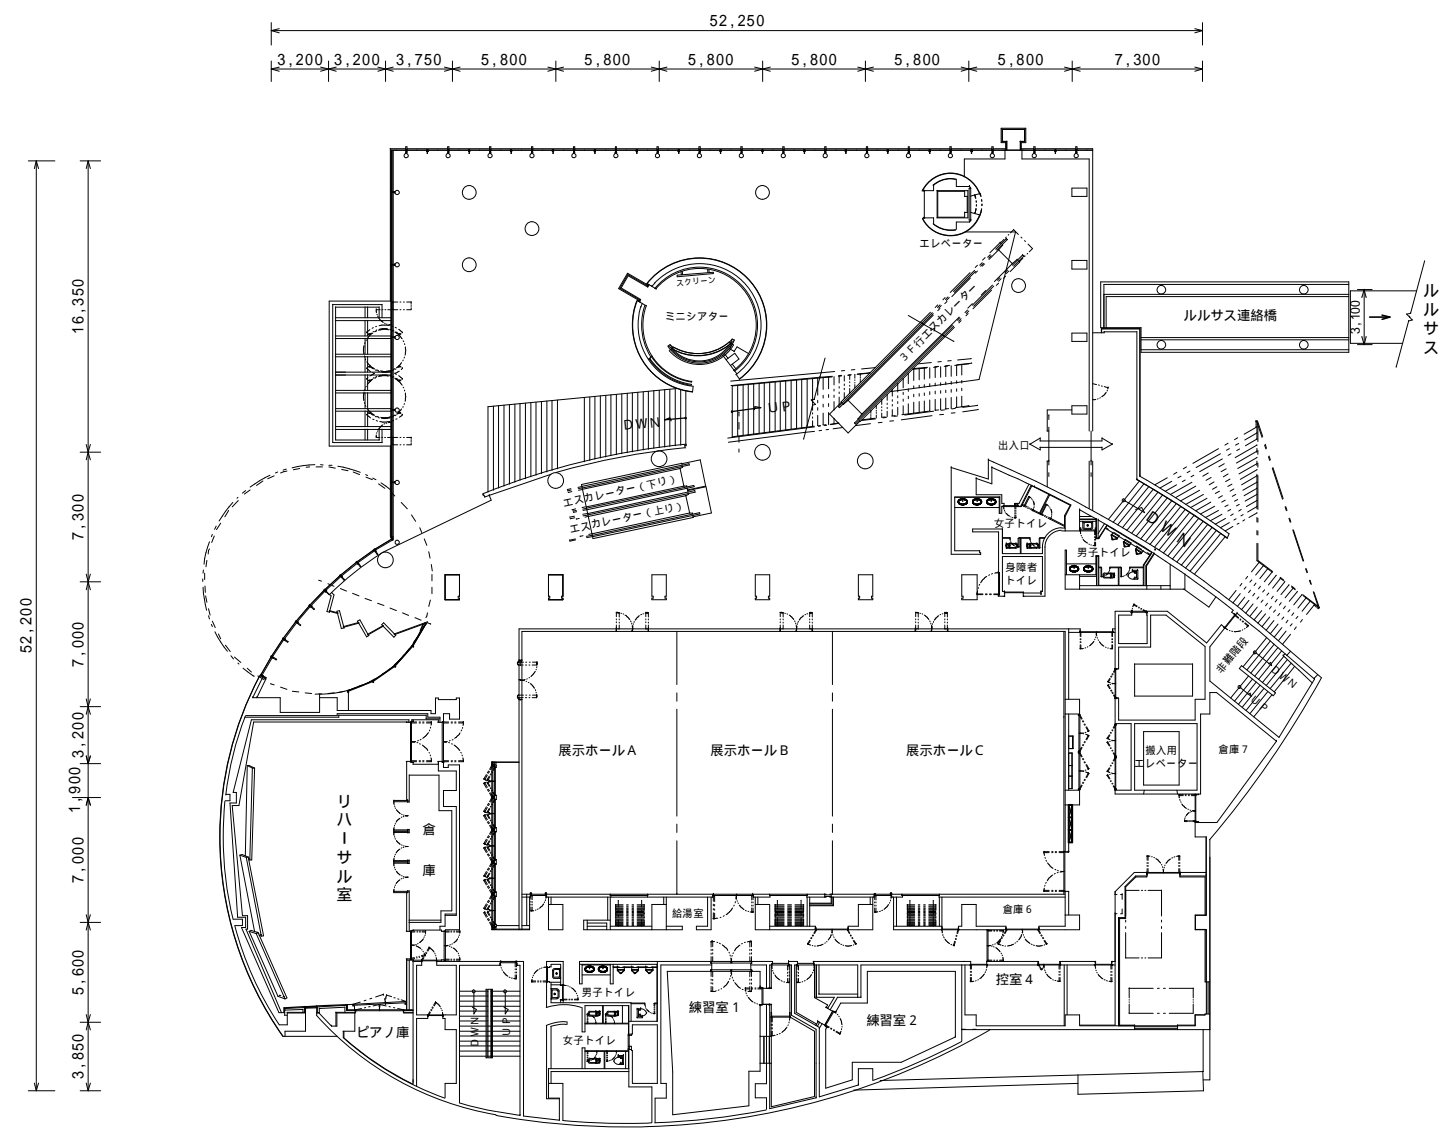 52,250
3,200 3,200 3,750 5,800 5,800 5,800 5,800 5,800 5,800 7,300
52,200
16,350
7,300
7,000
3,200
1,900
7,000
5,600
3,850
エレベーター
スクリーン
ミニシアター
3F行エスカレーター
ルルサス連絡橋
3,100
ルルサス
DWN
UP
出入口
エスカレーター(下り)
エスカレーター(上り)
女子トイレ
男子トイレ
身障者
トイレ
DWN
非難階段
DWN
UP
展示ホールA
展示ホールB
展示ホールC
搬入用
エレベーター
倉庫7
リハーサル室
倉庫
給湯室
倉庫6
男子トイレ
女子トイレ
DWN
UP
練習室1
練習室2
控室4
ピアノ庫